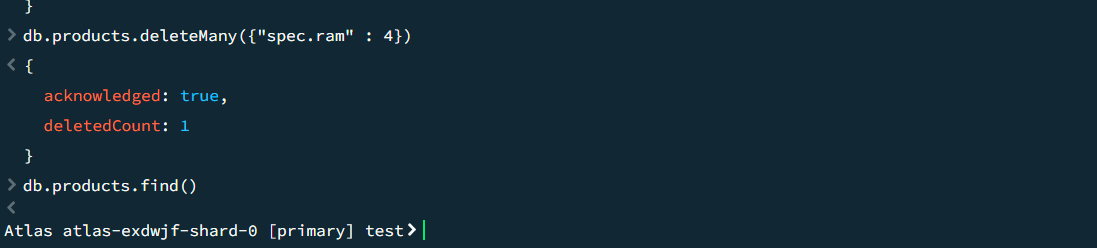 }
> db.products.deleteMany({"spec.ram" : 4})
< {
acknowledged: true,
deletedCount: 1
}
> db.products.find()
<
Atlas atlas-exdwjf-shard-0 [primary] test>